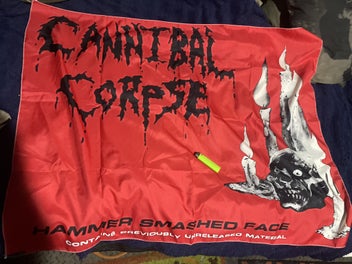 CANNIBAL
CORPSE
HAMMER SMASHED FACE
CONTAINS PREVIOUSLY UNRELEASED MATERIAL